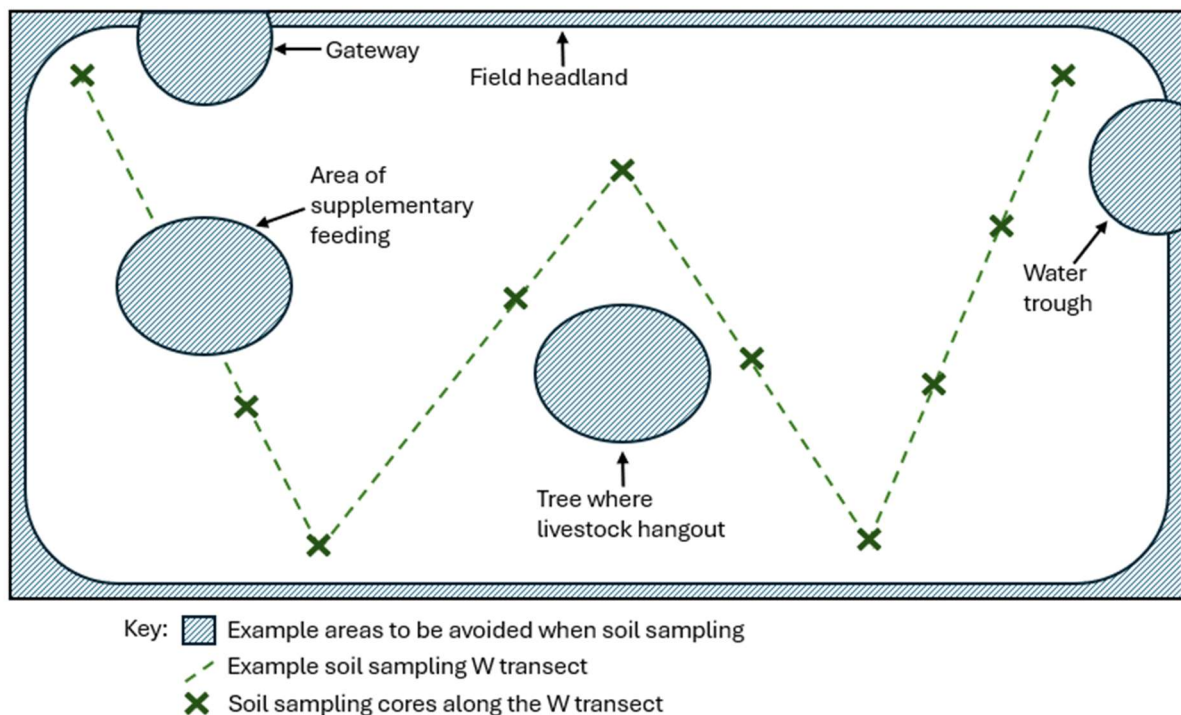 Gateway
Field headland
Area of
supplementary
feeding
Water
trough
Tree where
livestock hangout
Key:
Example areas to be avoided when soil sampling
Example soil sampling W transect
Soil sampling cores along the W transect